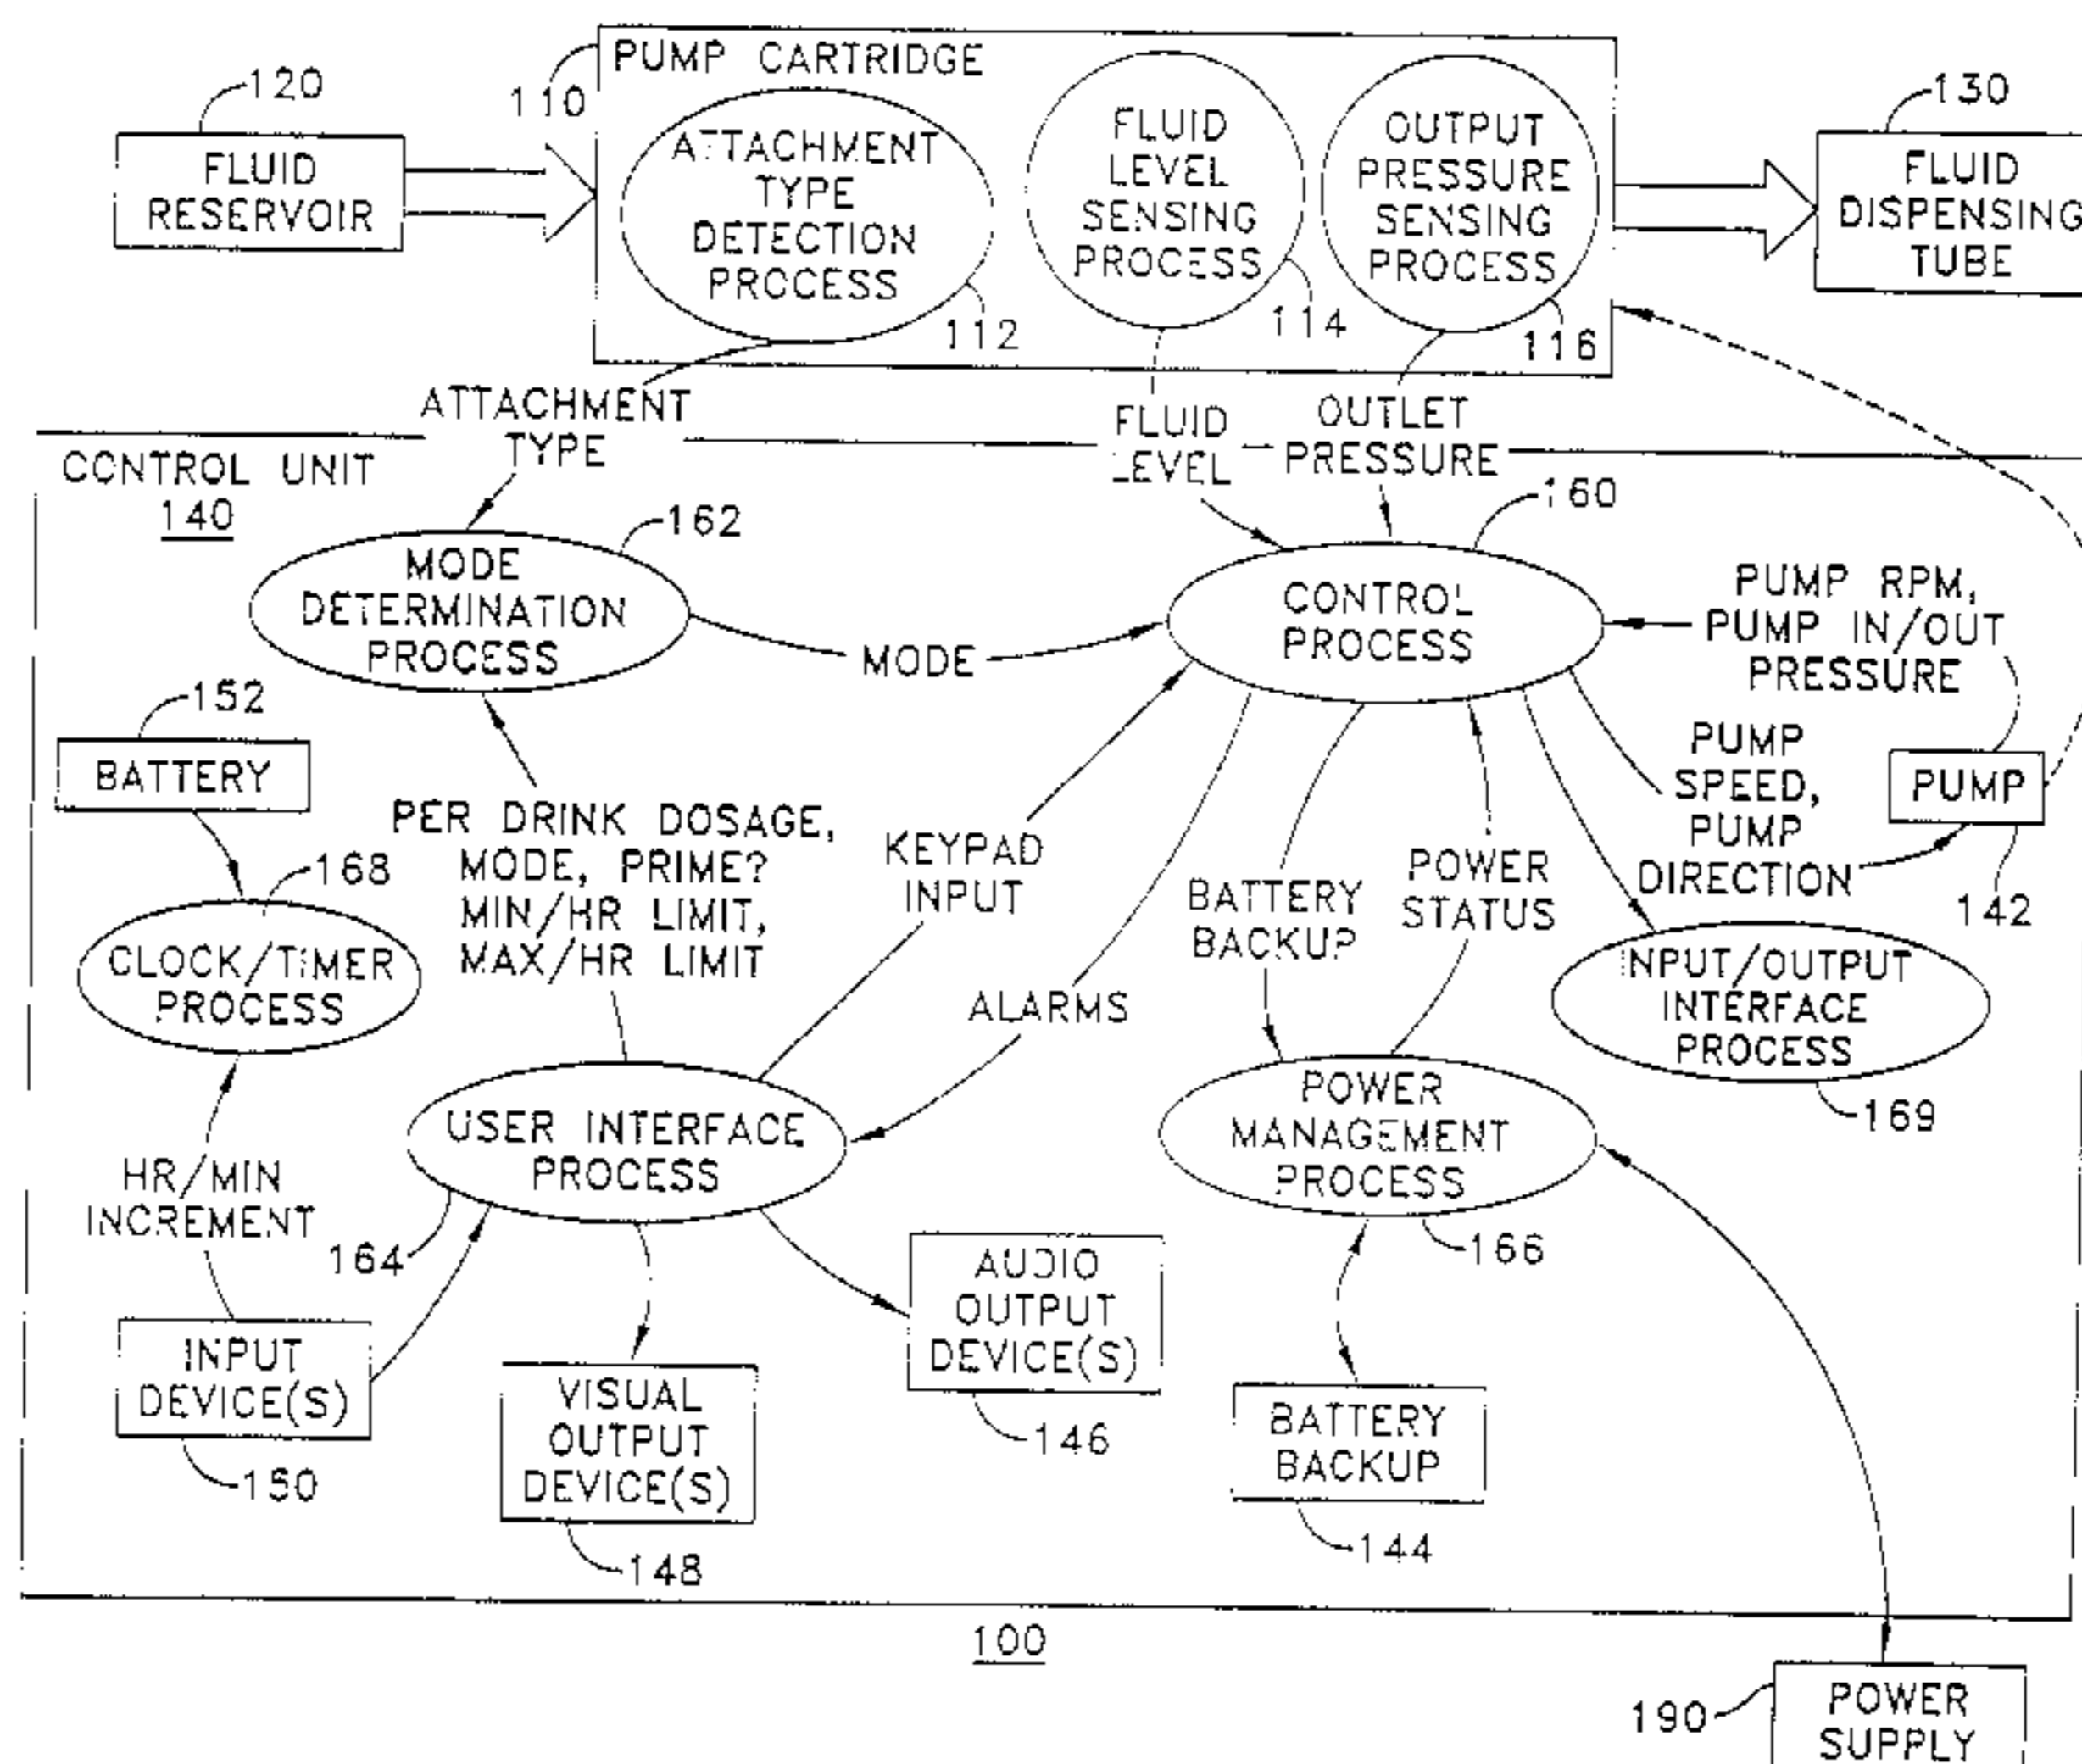 120
FLUID
RESERVOIR
110
PUMP CARTRIDGE
ATTACHMENT
TYPE
DETECTION
PROCESS
112
FLUID
LEVEL
SENSING
PROCESS
114
OUTPUT
PRESSURE
SENSING
PROCESS
116
130
FLUID
DISPENSING
TUBE
ATTACHMENT
TYPE
FLUID
LEVEL
OUTLET
PRESSURE
CONTROL UNIT
140
162
MODE
DETERMINATION
PROCESS
MODE
160
CONTROL
PROCESS
PUMP RPM,
PUMP IN/OUT
PRESSURE
152
BATTERY
168
CLOCK/TIMER
PROCESS
PER DRINK DOSAGE,
MODE, PRIME?
MIN/HR LIMIT,
MAX/HR LIMIT
KEYPAD
INPUT
ALARMS
BATTERY
BACKUP
POWER
STATUS
PUMP
SPEED,
PUMP
DIRECTION
PUMP
142
INPUT/OUTPUT
INTERFACE
PROCESS
169
HR/MIN
INCREMENT
USER INTERFACE
PROCESS
164
POWER
MANAGEMENT
PROCESS
166
INPUT
DEVICE(S)
150
VISUAL
OUTPUT
DEVICE(S)
148
AUDIO
OUTPUT
DEVICE(S)
146
BATTERY
BACKUP
144
100
190
POWER
SUPPLY